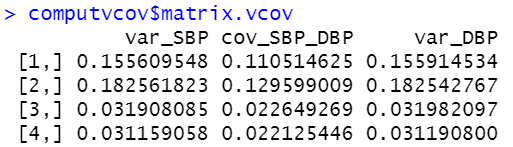 > computvcov$matrix.vcov
var_SBP cov_SBP_DBP var_DBP
[1,] 0.155609548 0.110514625 0.155914534
[2,] 0.182561823 0.129599009 0.182542767
[3,] 0.031908085 0.022649269 0.031982097
[4,] 0.031159058 0.022125446 0.031190800